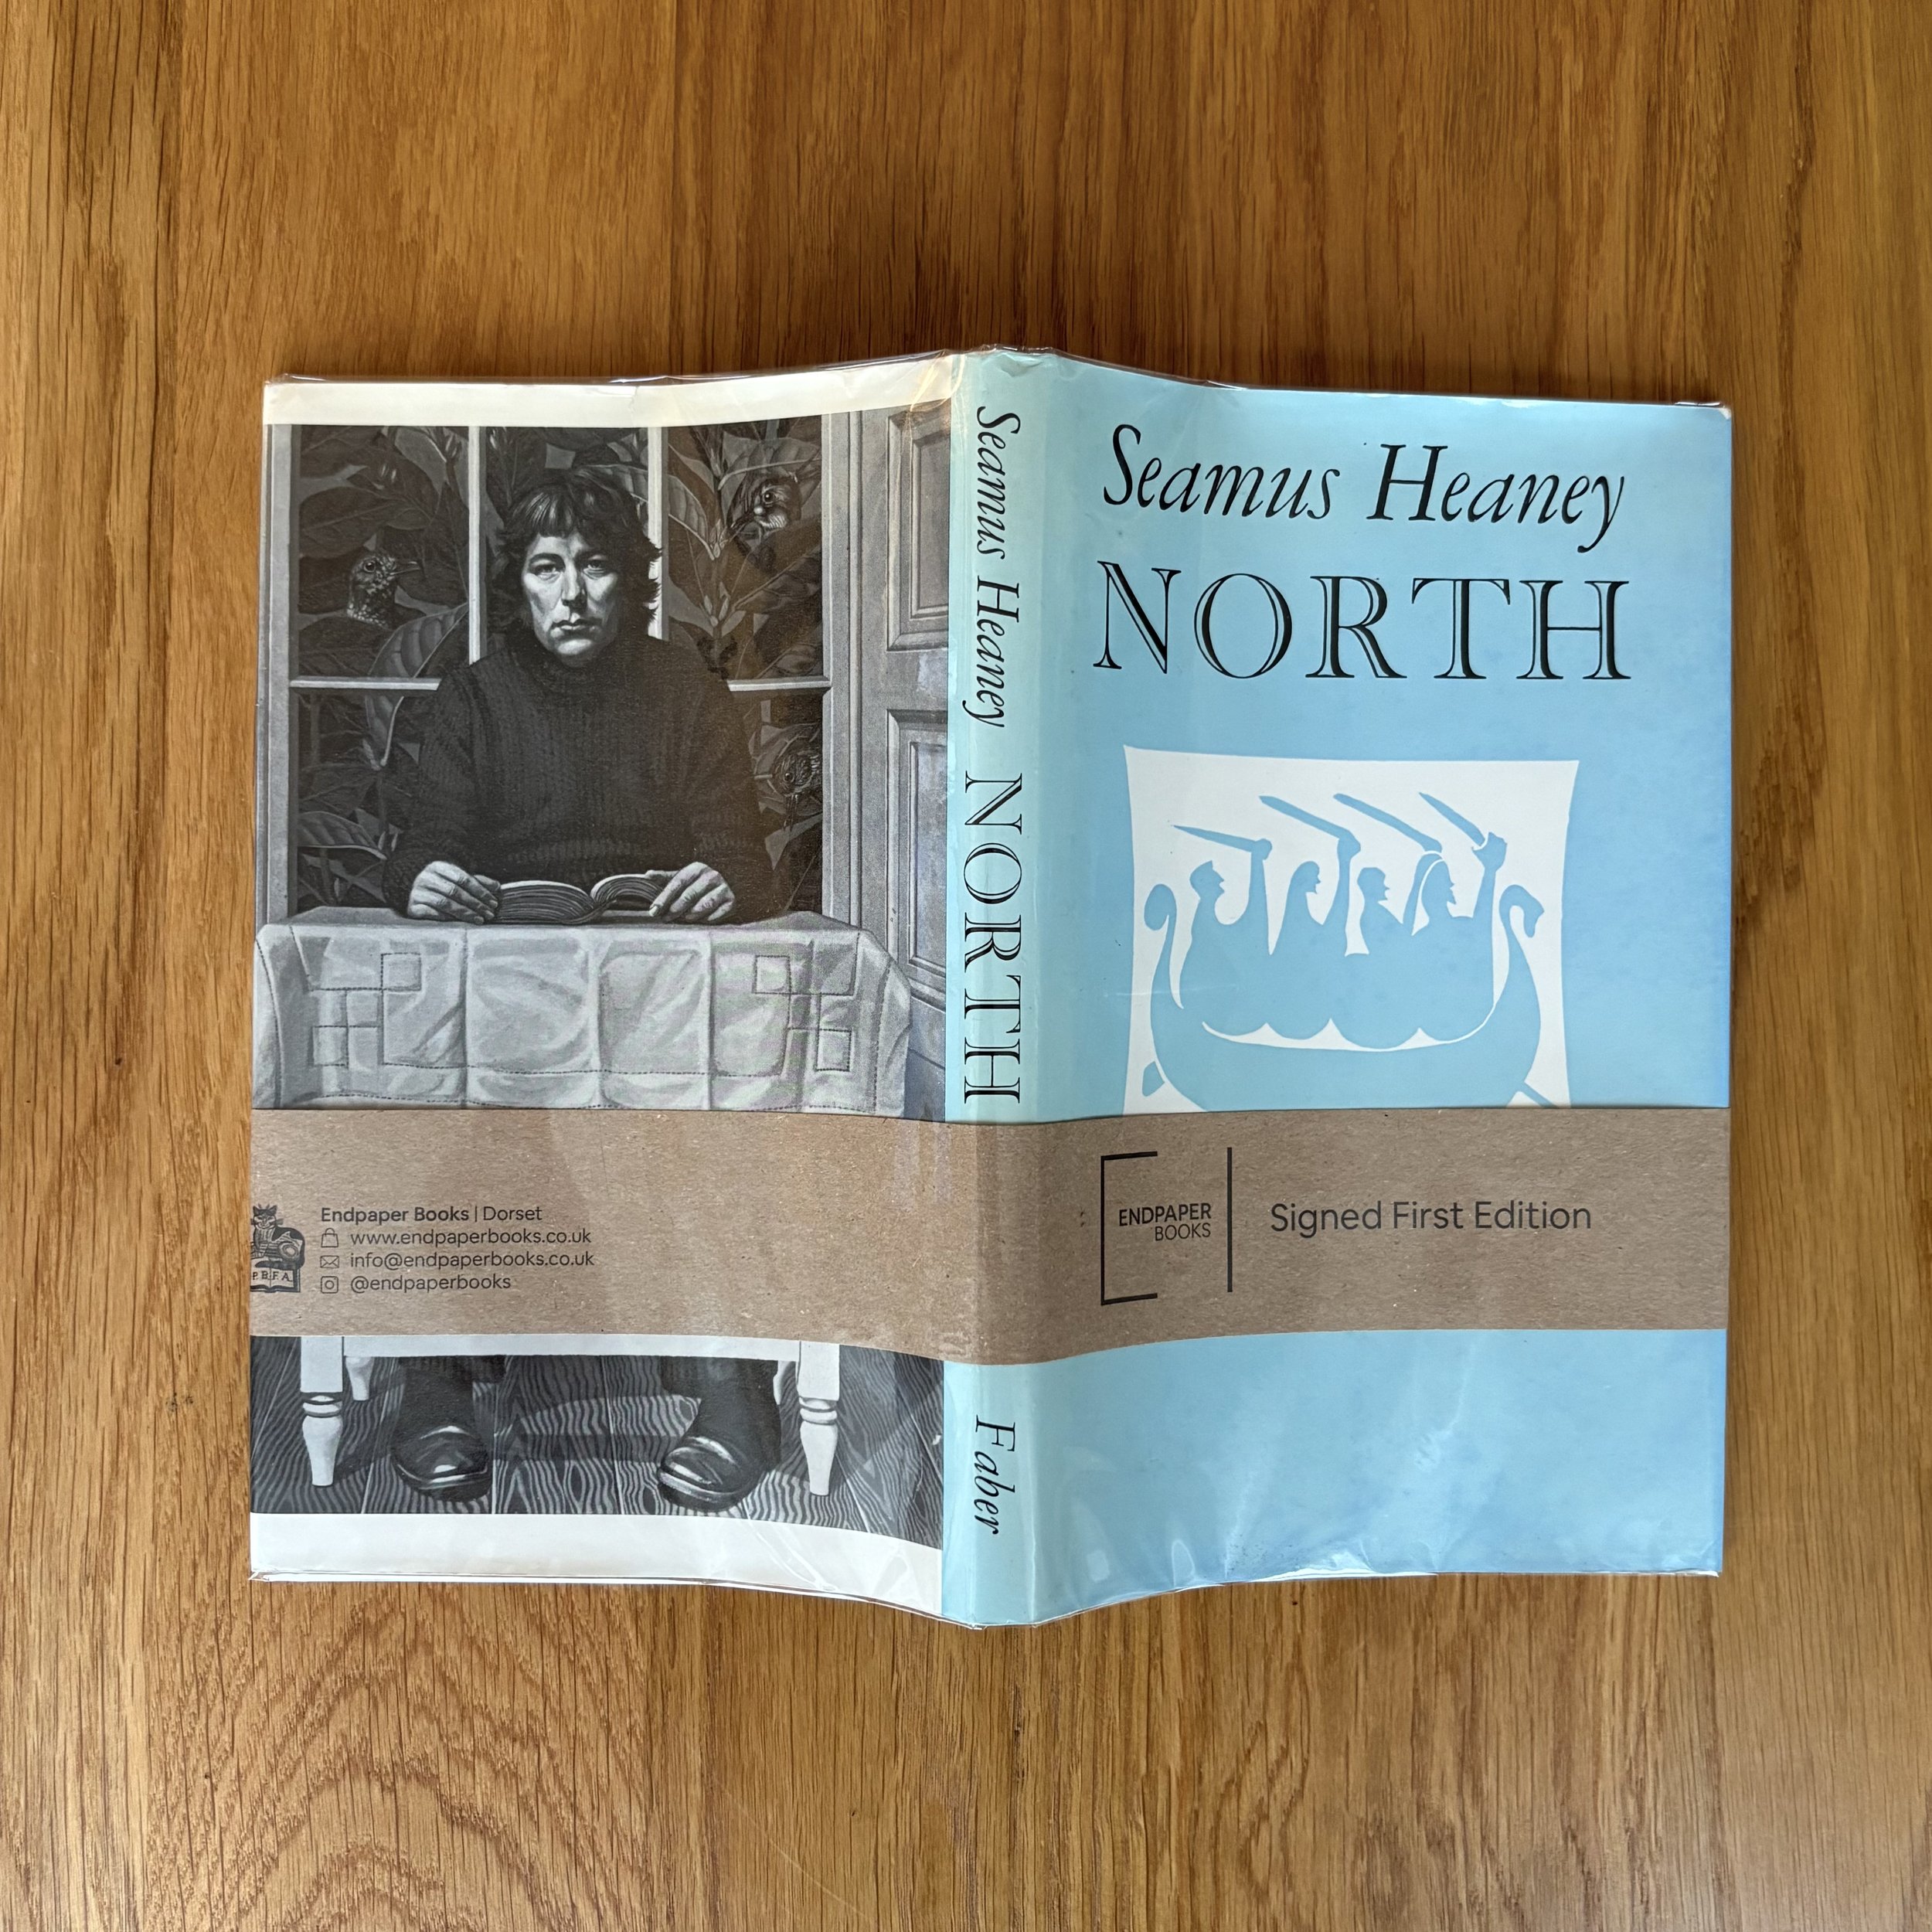 Seamus Heaney
NORTH
Seamus Heaney NORTH Faber
ENDPAPER
BOOKS
Signed First Edition
Endpaper Books | Dorset
www.endpaperbooks.co.uk
info@endpaperbooks.co.uk
@endpaperbooks
P.B.F.A.